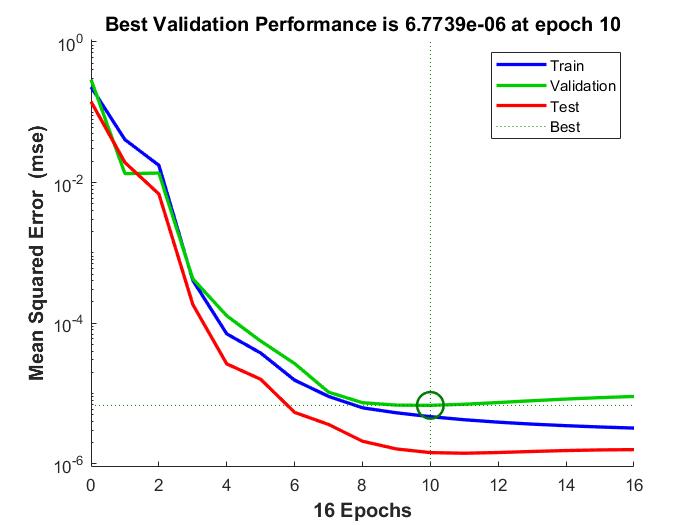 Best Validation Performance is 6.7739e-06 at epoch 10
Mean Squared Error (mse)
10^0
10^-2
10^-4
10^-6
Train
Validation
Test
Best
0 2 4 6 8 10 12 14 16
16 Epochs